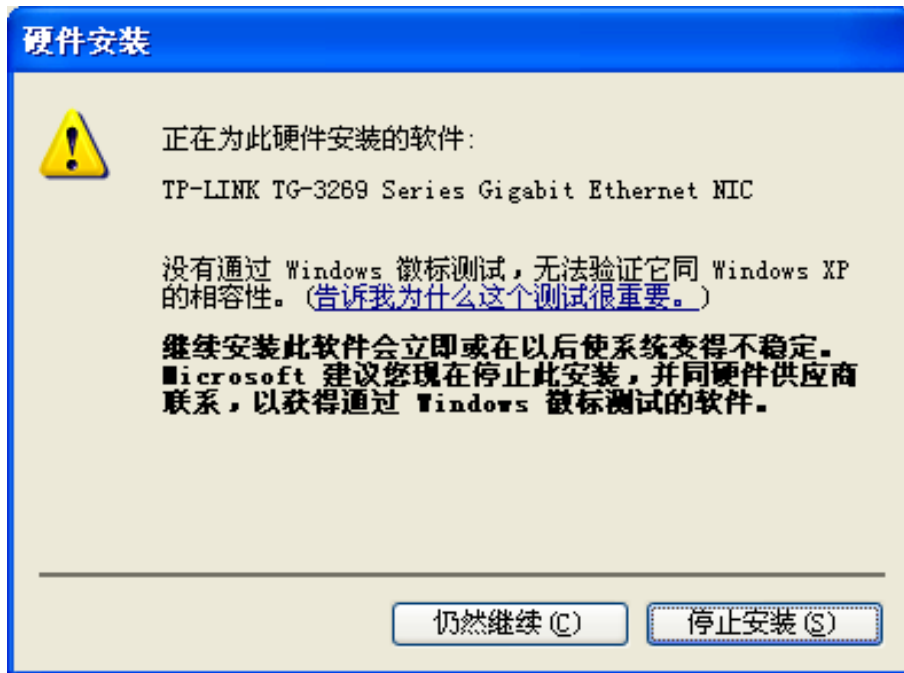 硬件安装
正在为此硬件安装的软件:
TP-LINK TG-3269 Series Gigabit Ethernet NIC
没有通过 Windows 徽标测试，无法验证它同 Windows XP
的相容性。(告诉我为什么这个测试很重要。)
继续安装此软件会立即或在以后使系统变得不稳定。
Microsoft 建议您现在停止此安装，并同硬件供应商
联系，以获得通过 Windows 徽标测试的软件。
仍然继续(C)
停止安装(S)